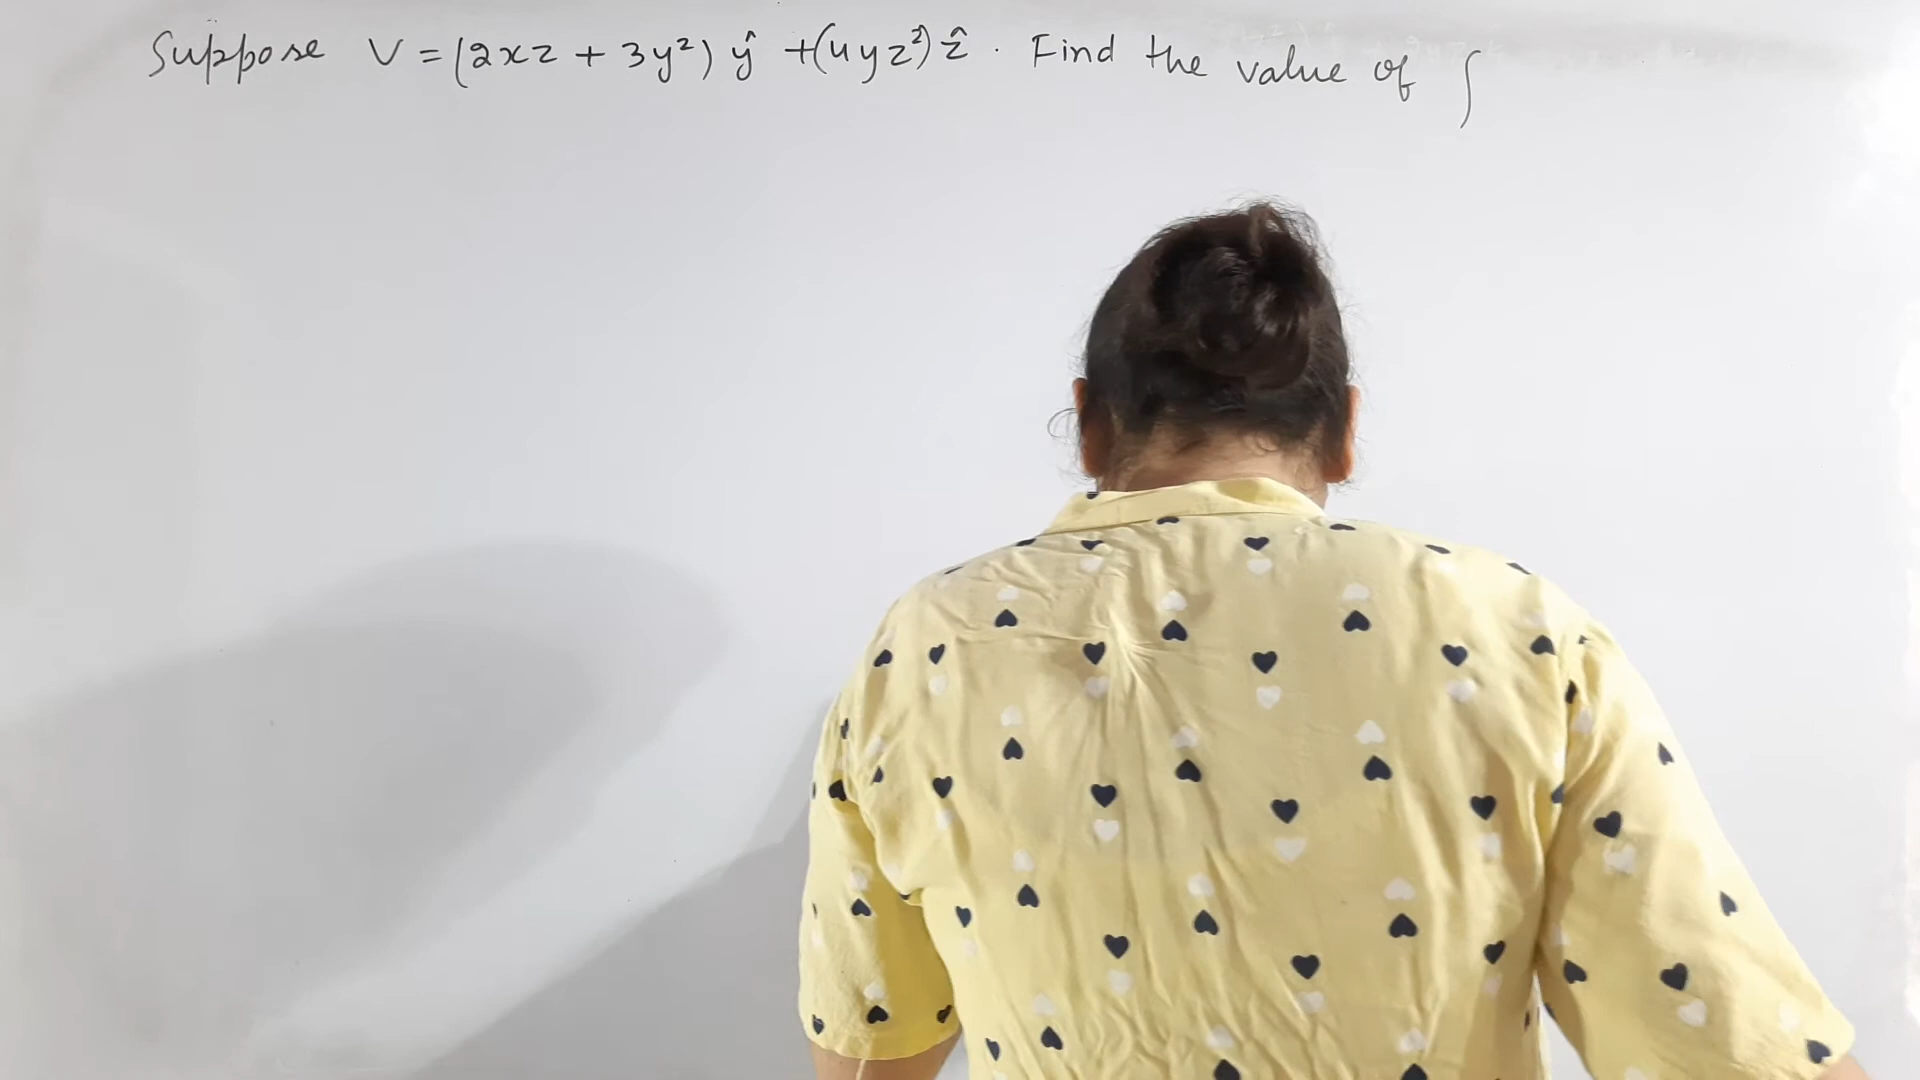 Suppose V = (2xz + 3y²) ŷ + (4yz²) ẑ . Find the value of ∫